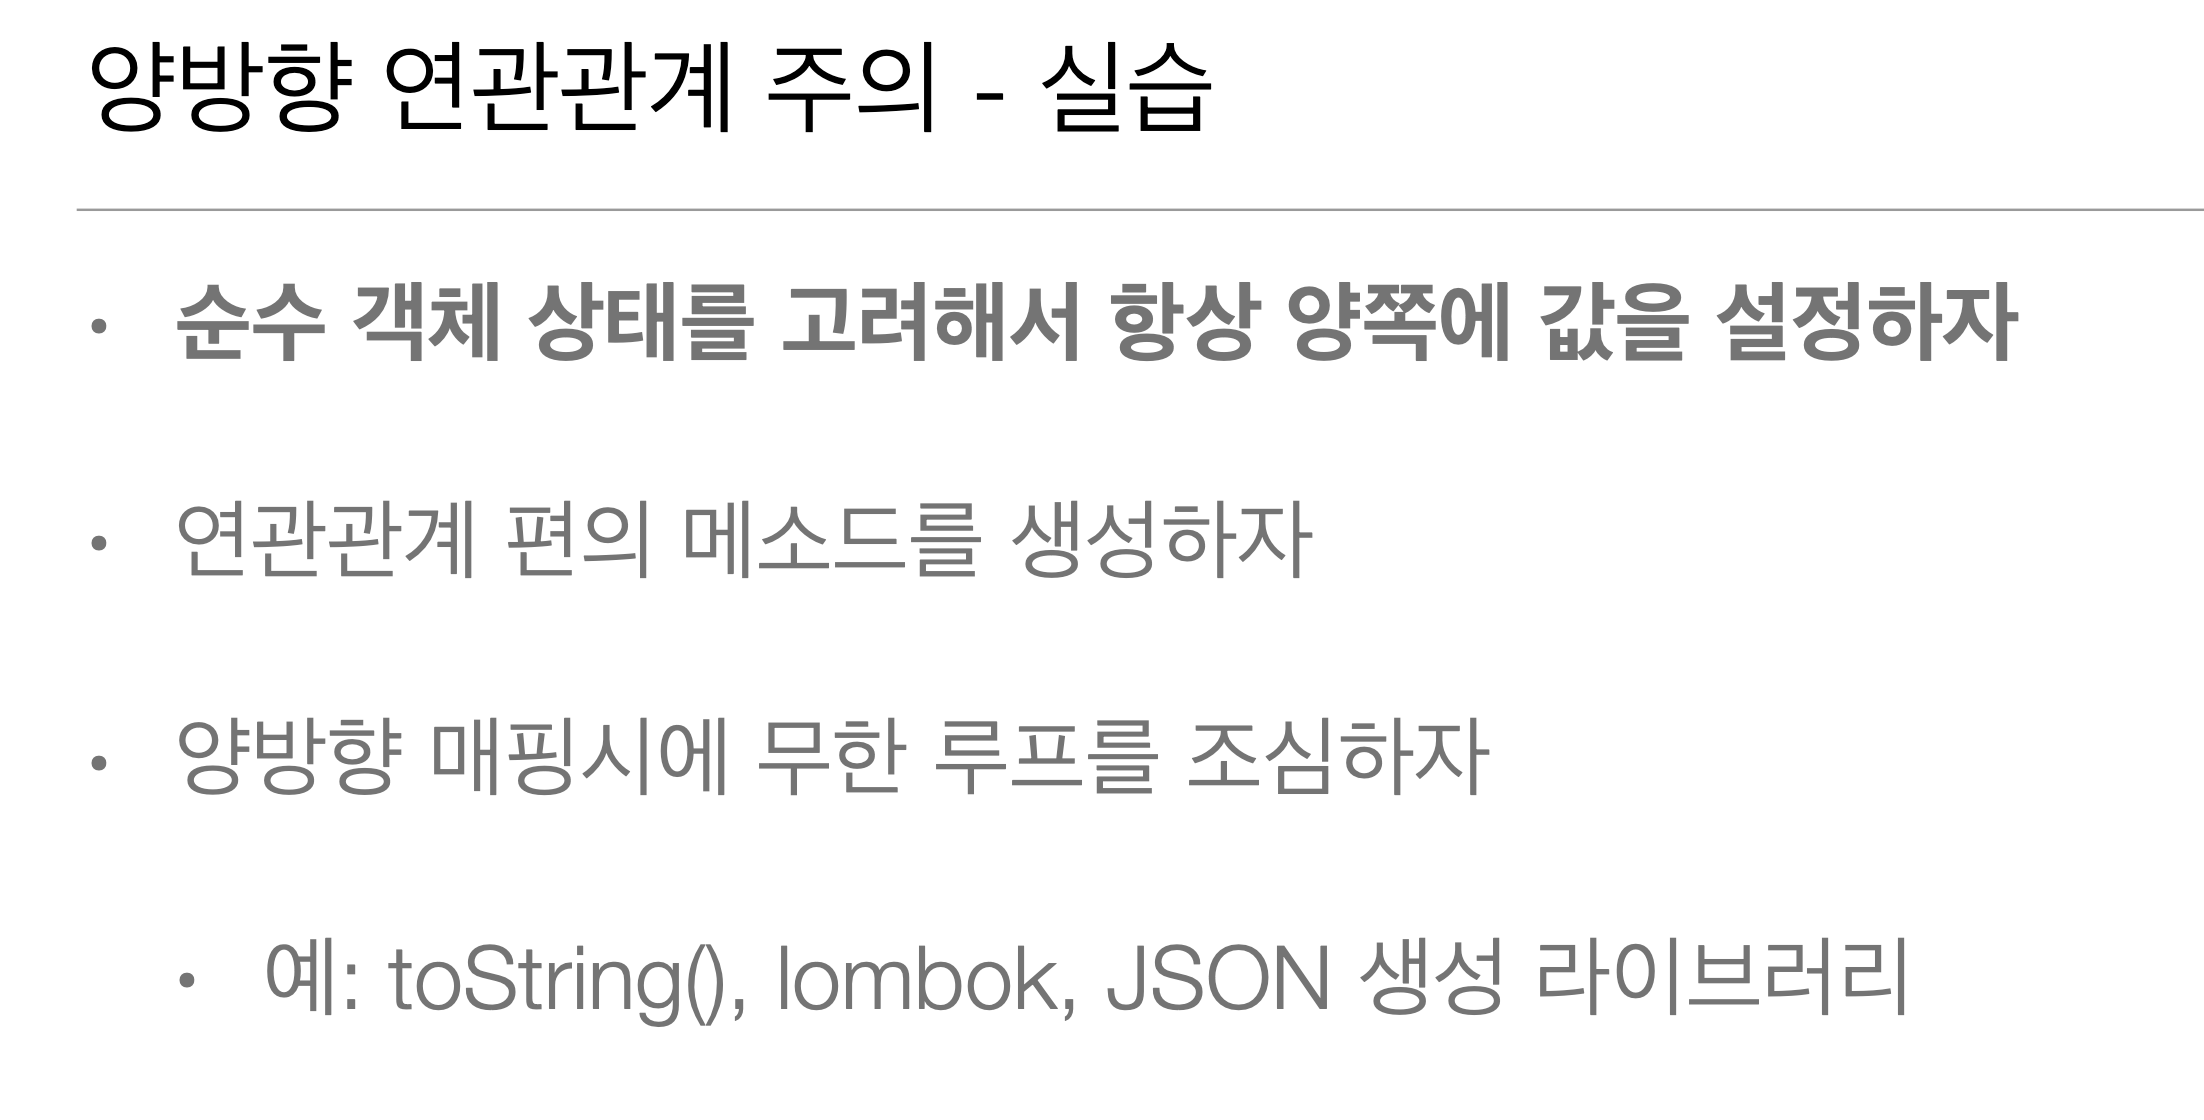 양방향 연관관계 주의 - 실습
• 순수 객체 상태를 고려해서 항상 양쪽에 값을 설정하자
• 연관관계 편의 메소드를 생성하자
• 양방향 매핑시에 무한 루프를 조심하자
• 예: toString(), lombok, JSON 생성 라이브러리